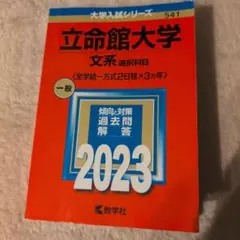 大学入試シリーズ
541
立命館大学
文系 選択科目
〈全学統一方式2日程×3カ年〉
一般
傾向と対策
過去問
解答
2023
教学社